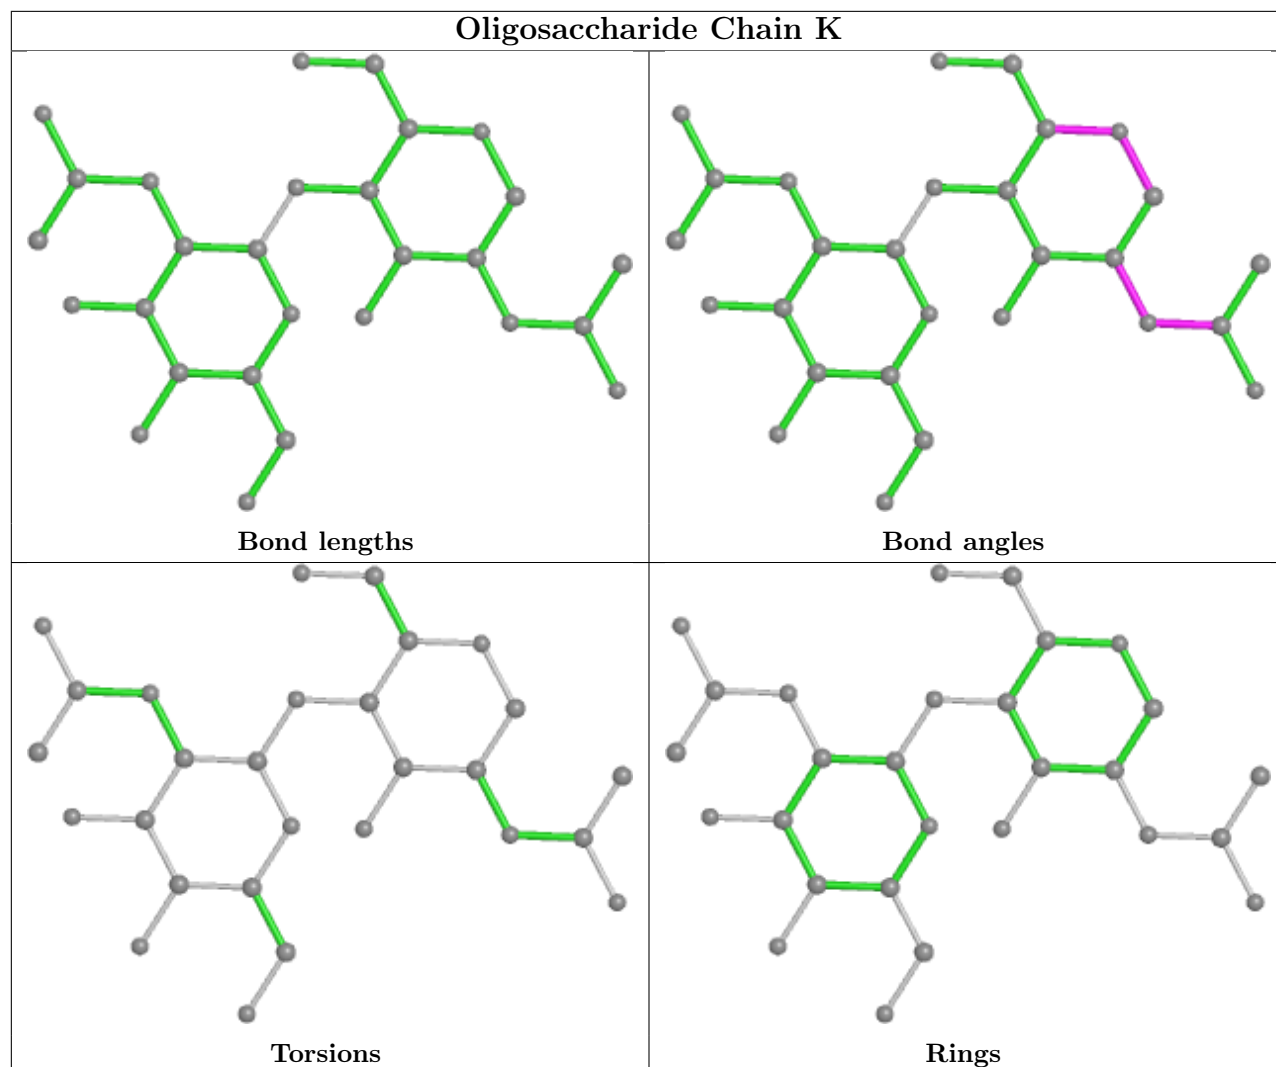 Oligosaccharide Chain K
Bond lengths
Bond angles
Torsions
Rings